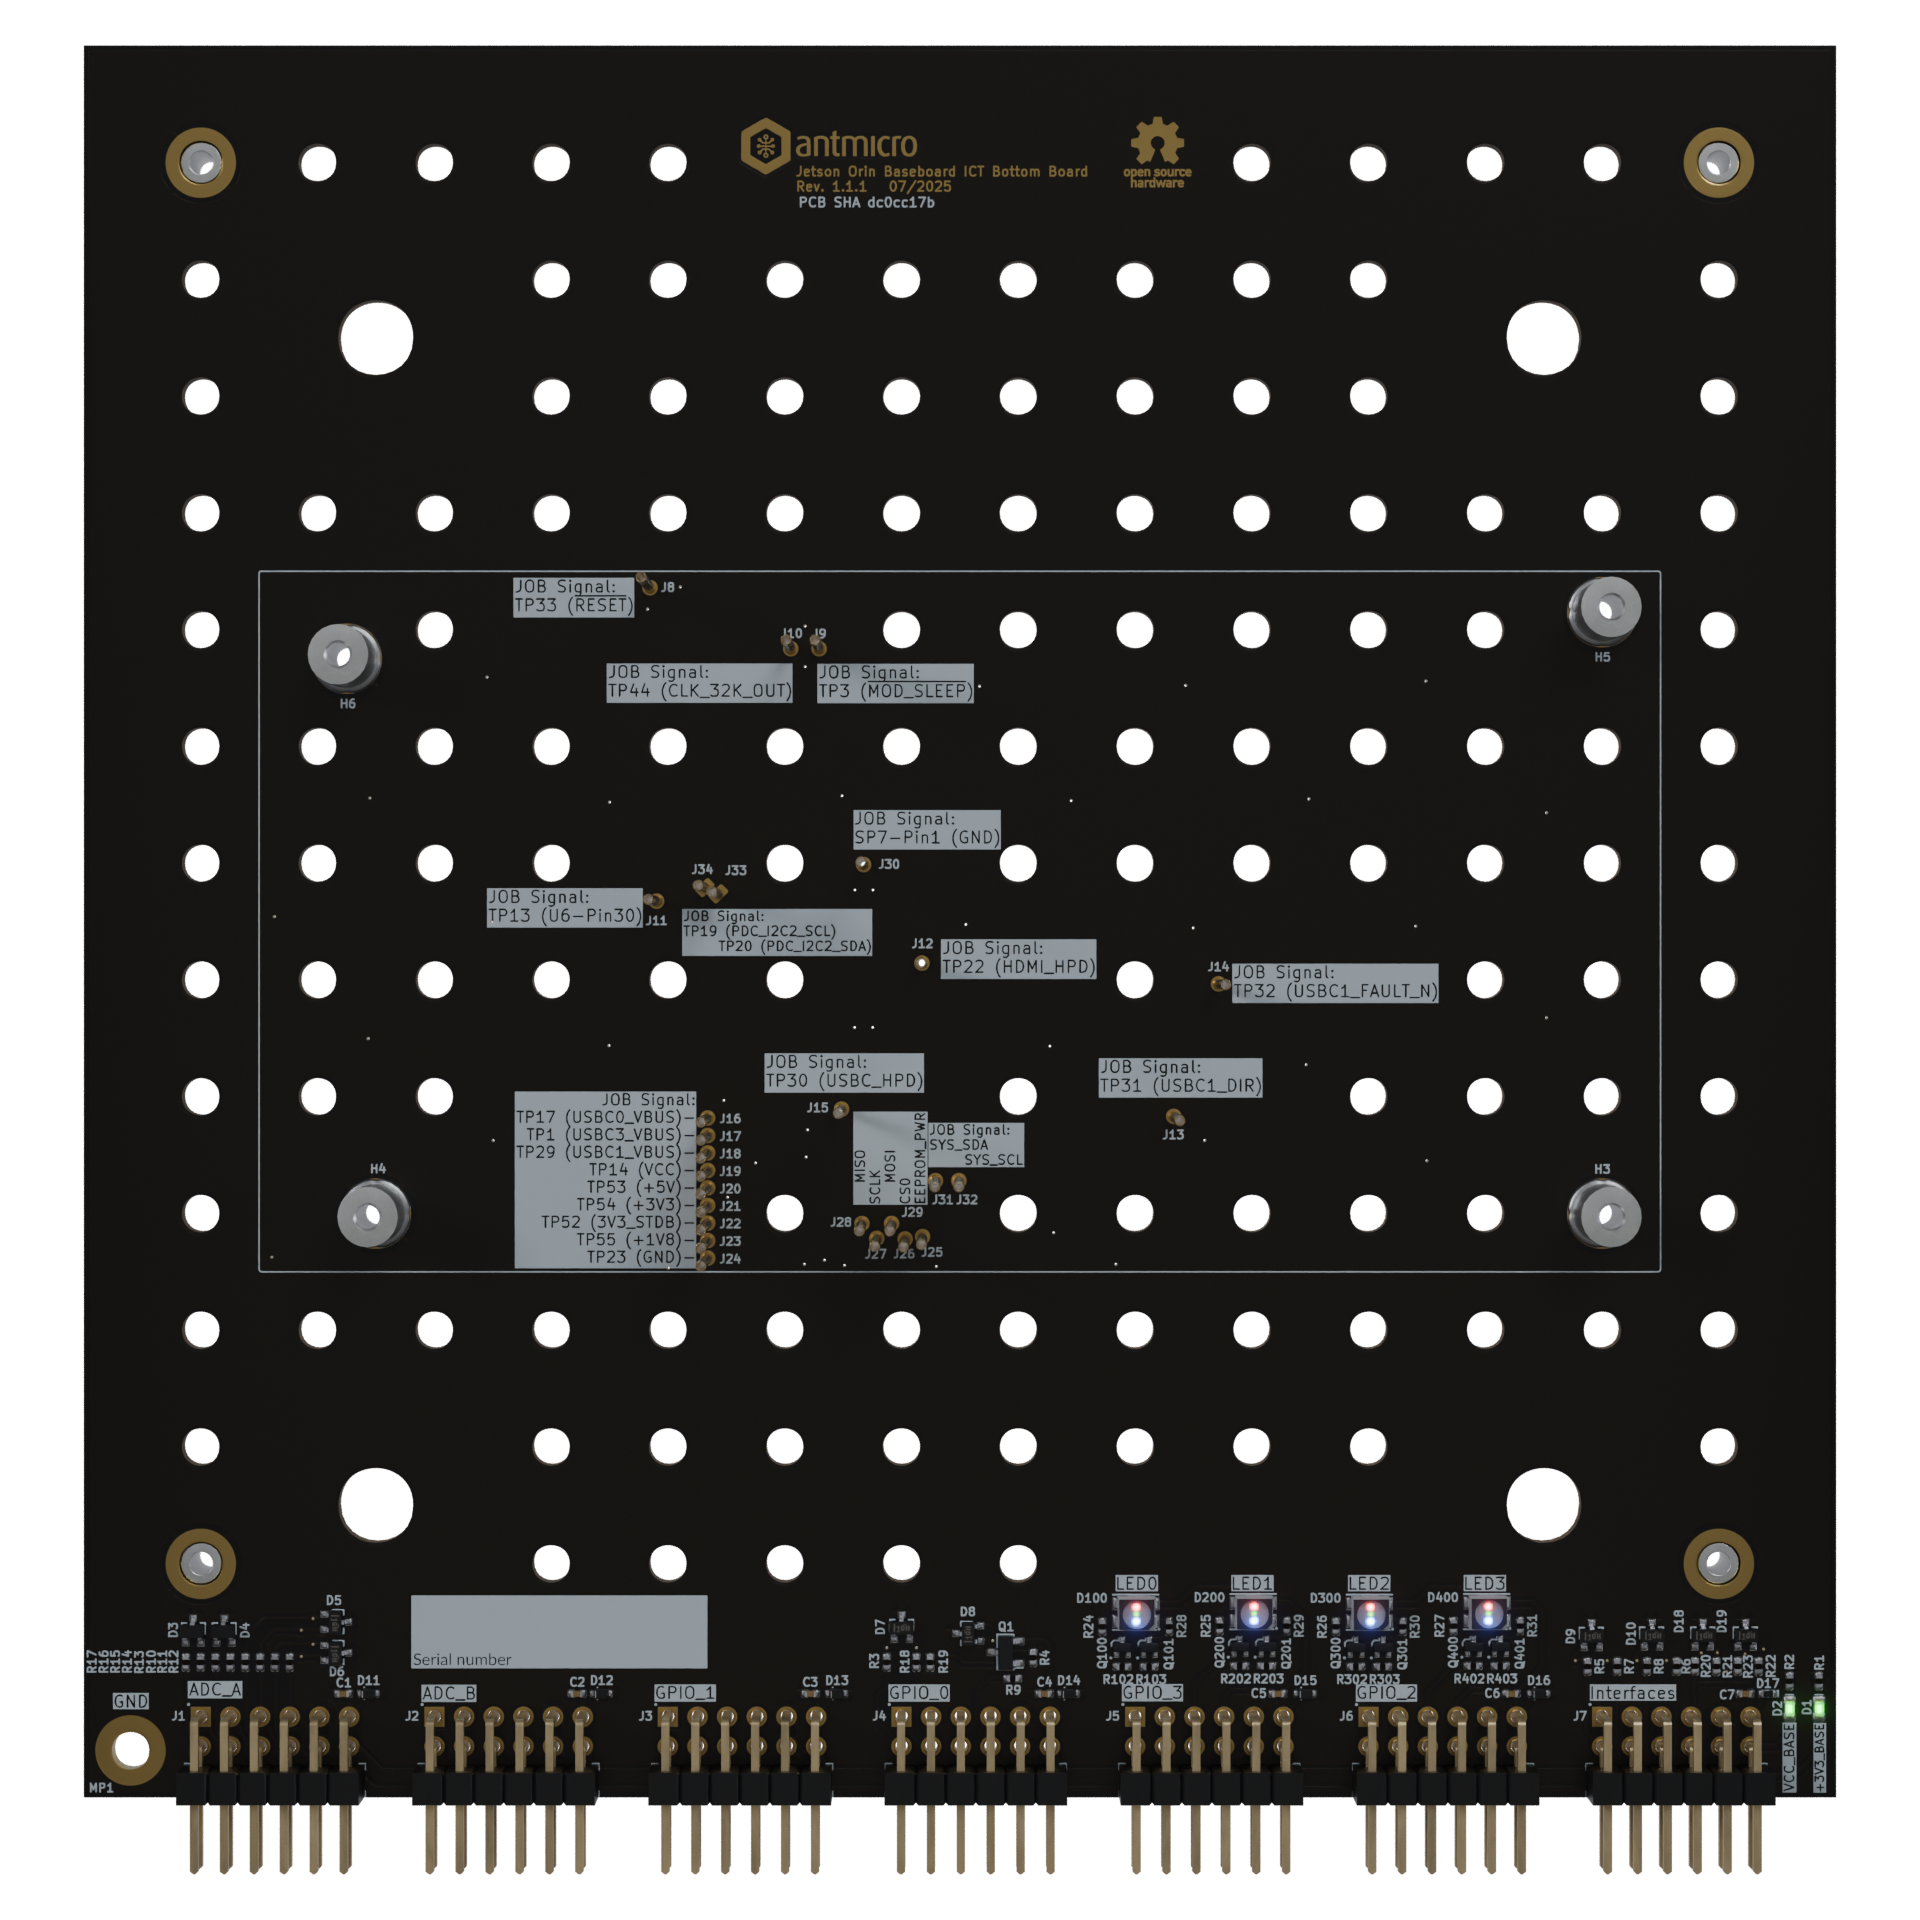 antmicro
Jetson Orin Baseboard ICT Bottom Board
Rev. 1.1.1 07/2025
PCB SHA dc0cc17b
open source
hardware
JOB Signal:
TP33 (RESET)
J8
J10 J9
JOB Signal:
TP44 (CLK_32K_OUT)
JOB Signal:
TP3 (MOD_SLEEP)
H6
H5
JOB Signal:
SP7-Pin1 (GND)
J30
J34 J33
JOB Signal:
TP13 (U6-Pin30)
J11
JOB Signal:
TP19 (PDC_I2C2_SCL)
TP20 (PDC_I2C2_SDA)
J12
JOB Signal:
TP22 (HDMI_HPD)
J14
JOB Signal:
TP32 (USBC1_FAULT_N)
JOB Signal:
TP30 (USBC_HPD)
J15
JOB Signal:
TP31 (USBC1_DIR)
J13
JOB Signal:
TP17 (USBC0_VBUS)- J16
TP1 (USBC3_VBUS)- J17
TP29 (USBC1_VBUS)- J18
TP14 (VCC)- J19
TP53 (+5V)- J20
TP54 (+3V3)- J21
TP52 (3V3_STDB)- J22
TP55 (+1V8)- J23
TP23 (GND)- J24
MISO
SCLK
MOSI
CS0
EEPROM_PWR
JOB Signal:
SYS_SDA
SYS_SCL
J31 J32
J29
J28
J27 J26 J25
H4
H3
Serial number
LED0
LED1
LED2
LED3
D100
D200
D300
D400
R24
R28
R25
R29
R26
R30
R27
R31
Q100
Q101
Q200
Q201
Q300
Q301
Q400
Q401
R102R103
R202R203
R302R303
R402R403
D3
D4
D5
D6
R17
R16
R15
R14
R13
R10
R11
R12
C1 D11
C2 D12
D7
D8
Q1
R3
R18
R19
R4
R9
C3 D13
C4 D14
C5 D15
C6 D16
D9
D10
D18
D19
R5
R7
R8
R6
R20
R21
R23
R22
C7 D17
R2
R1
D2
D1
VCC_BASE
+3V3_BASE
GND
MP1
ADC_A
J1
ADC_B
J2
GPIO_1
J3
GPIO_0
J4
GPIO_3
J5
GPIO_2
J6
Interfaces
J7